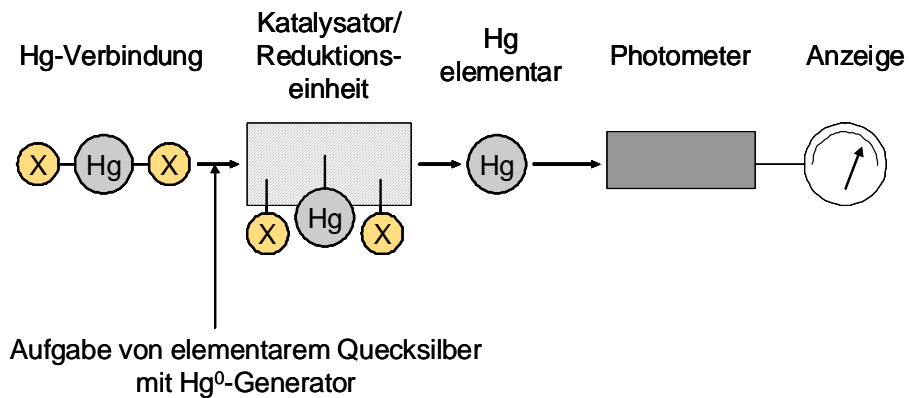 Hg-Verbindung
Katalysator/
Reduktions-
einheit
Hg
elementar
Photometer
Anzeige
X Hg X
Hg
X Hg X
Aufgabe von elementarem Quecksilber
mit Hg⁰-Generator